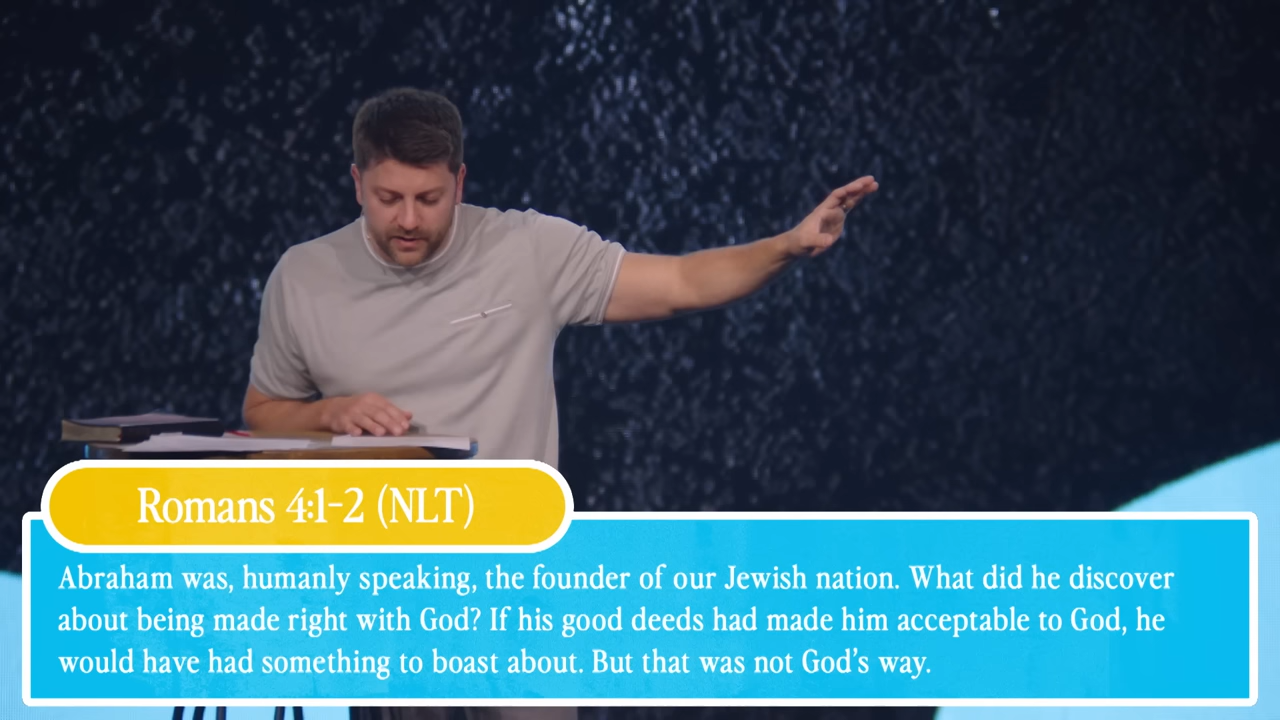 Romans 4:1-2 (NLT)
Abraham was, humanly speaking, the founder of our Jewish nation. What did he discover
about being made right with God? If his good deeds had made him acceptable to God, he
would have had something to boast about. But that was not God's way.